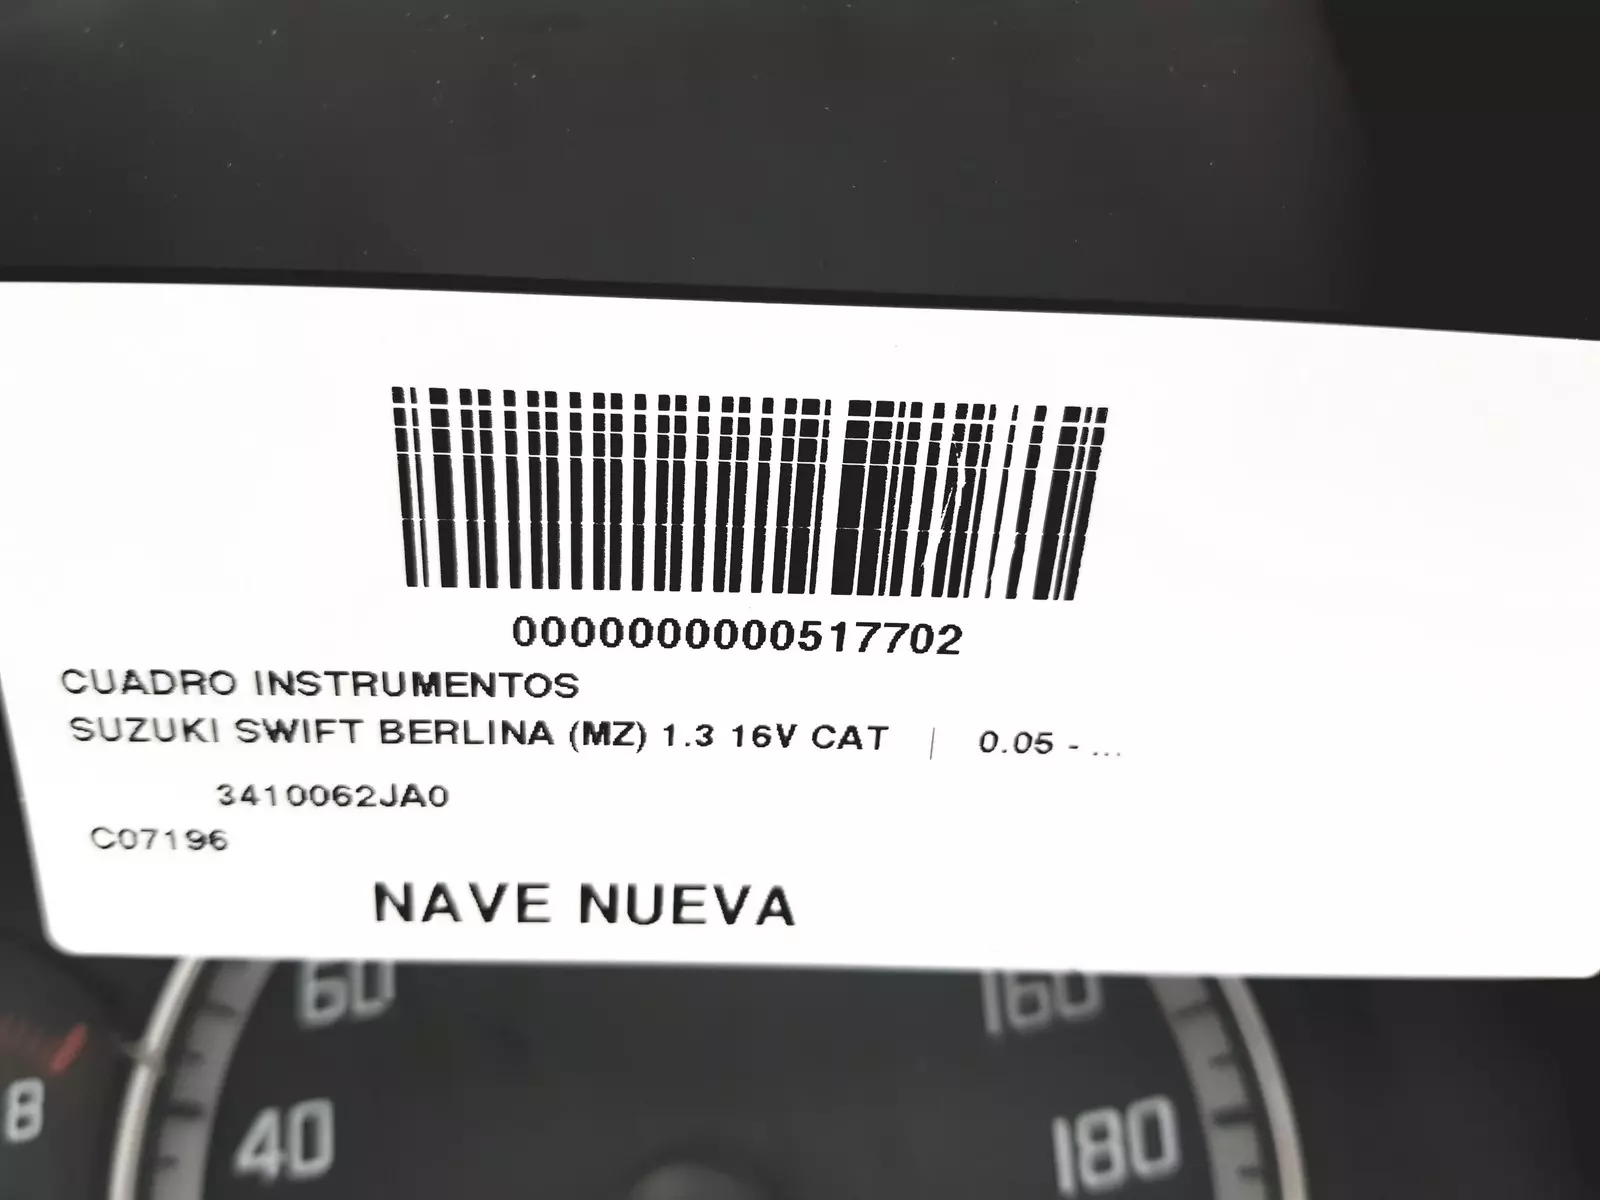 0000000000517702
CUADRO INSTRUMENTOS
SUZUKI SWIFT BERLINA (MZ) 1.3 16V CAT | 0.05 - ...
3410062JA0
C07196
NAVE NUEVA
60 160
8 40 180